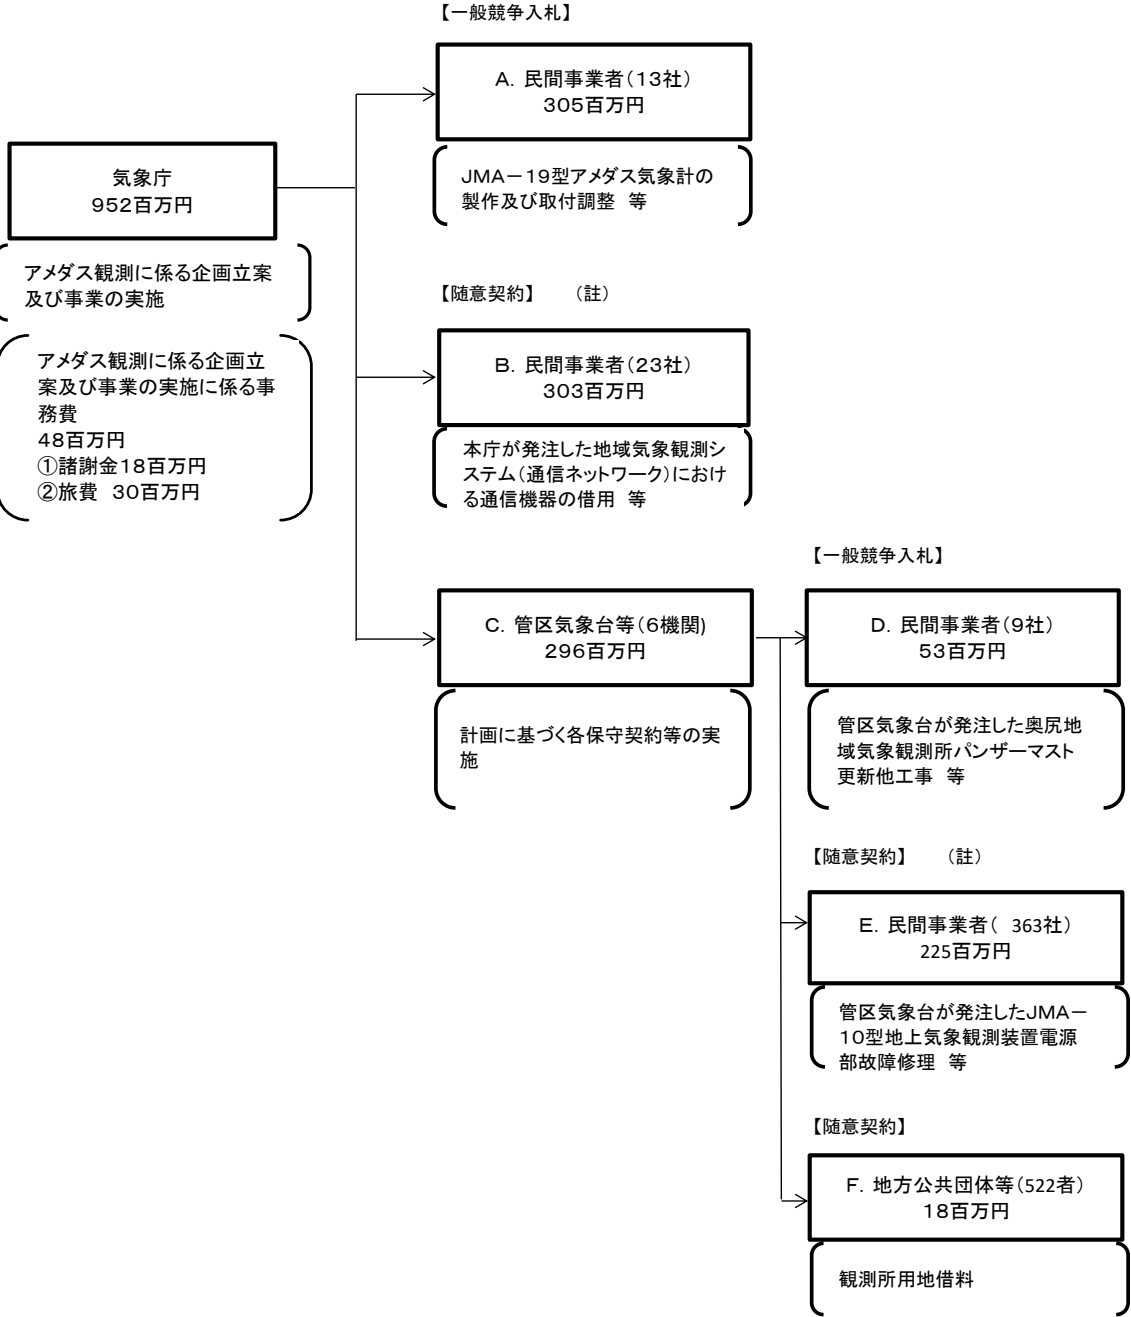 【一般競争入札】
A．民間事業者（１３社）
３０５百万円
JMA－１９型アメダス気象計の
製作及び取付調整　等
気象庁
９５２百万円
アメダス観測に係る企画立案
及び事業の実施
アメダス観測に係る企画立
案及び事業の実施に係る事
務費
４８百万円
①諸謝金１８百万円
②旅費　３０百万円
【随意契約】　　（註）
B．民間事業者（２３社）
３０３百万円
本庁が発注した地域気象観測シ
ステム（通信ネットワーク）におけ
る通信機器の借用　等
C．管区気象台等（６機関)
２９６百万円
計画に基づく各保守契約等の実
施
【一般競争入札】
D．民間事業者（９社）
５３百万円
管区気象台が発注した奥尻地
域気象観測所パンザーマスト
更新他工事　等
【随意契約】　　（註）
E．民間事業者（　363社）
225百万円
管区気象台が発注したJMA－
１０型地上気象観測装置電源
部故障修理　等
【随意契約】
F．地方公共団体等（522者）
１８百万円
観測所用地借料